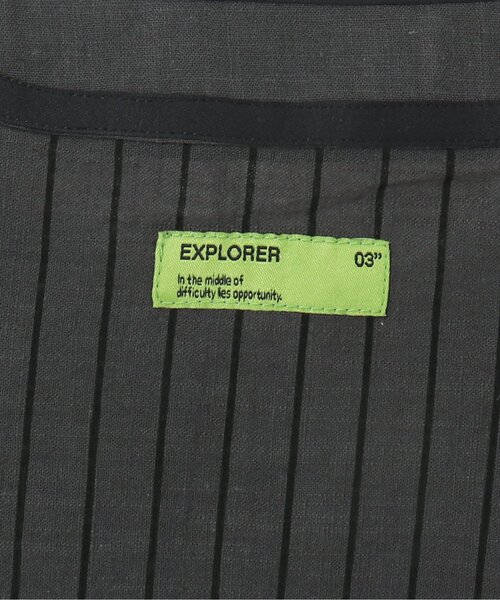 EXPLORER 03"
In the middle of
difficulty lies opportunity.